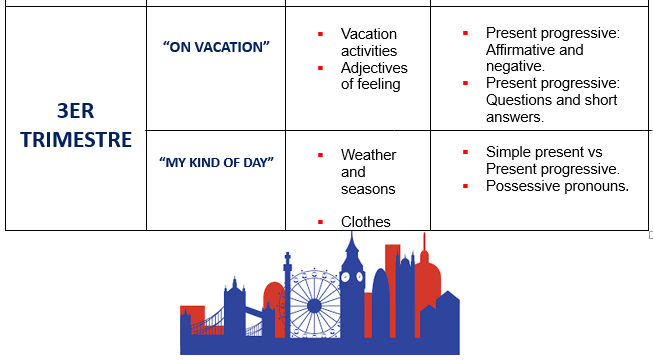 3ER
TRIMESTRE
“ON VACATION”
Vacation
activities
Adjectives
of feeling
Present progressive:
Affirmative and
negative.
Present progressive:
Questions and short
answers.
“MY KIND OF DAY”
Weather
and
seasons
Clothes
Simple present vs
Present progressive.
Possessive pronouns.